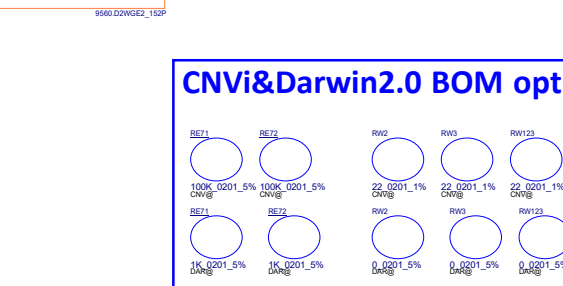 9560.D2WGE2_152P
CNVi&Darwin2.0 BOM opt
RE71 RE72 RW2 RW3 RW123
100K_0201_5% 100K_0201_5% 22_0201_1% 22_0201_1% 22_0201_1%
CNV@ CNV@ CNV@ CNV@ CNV@
RE71 RE72 RW2 RW3 RW123
1K_0201_5% 1K_0201_5% 0_0201_5% 0_0201_5% 0_0201_5%
DAR@ DAR@ DAR@ DAR@ DAR@